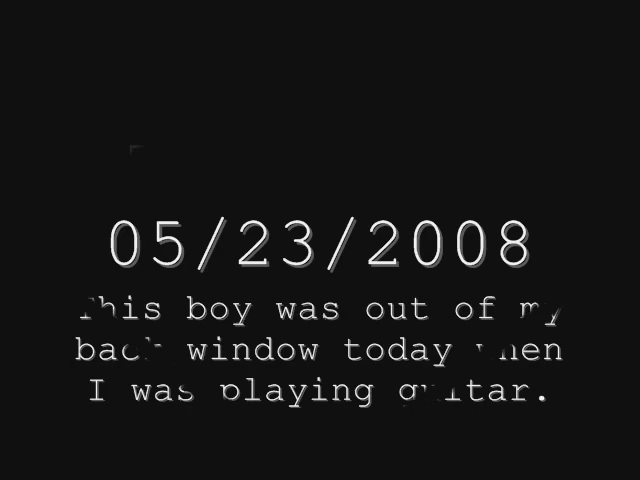 05/23/2008
This boy was out of my
back window today when
I was playing guitar.